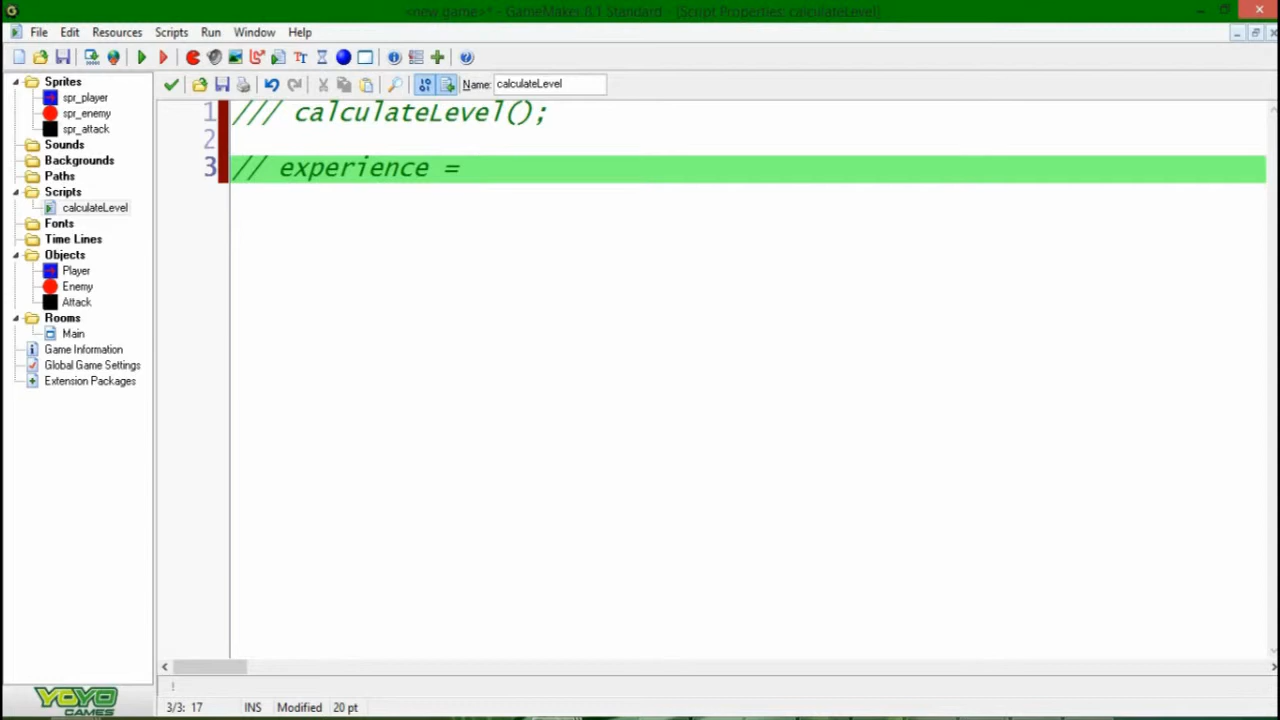 <new game>* - GameMaker 8.1 Standard - [Script Properties: calculateLevel]
File Edit Resources Scripts Run Window Help
Name: calculateLevel
Sprites
spr_player
spr_enemy
spr_attack
Sounds
Backgrounds
Paths
Scripts
calculateLevel
Fonts
Time Lines
Objects
Player
Enemy
Attack
Rooms
Main
Game Information
Global Game Settings
Extension Packages
1 /// calculateLevel();
2
3 // experience =
YOYO
GAMES
3/3: 17 INS Modified 20 pt